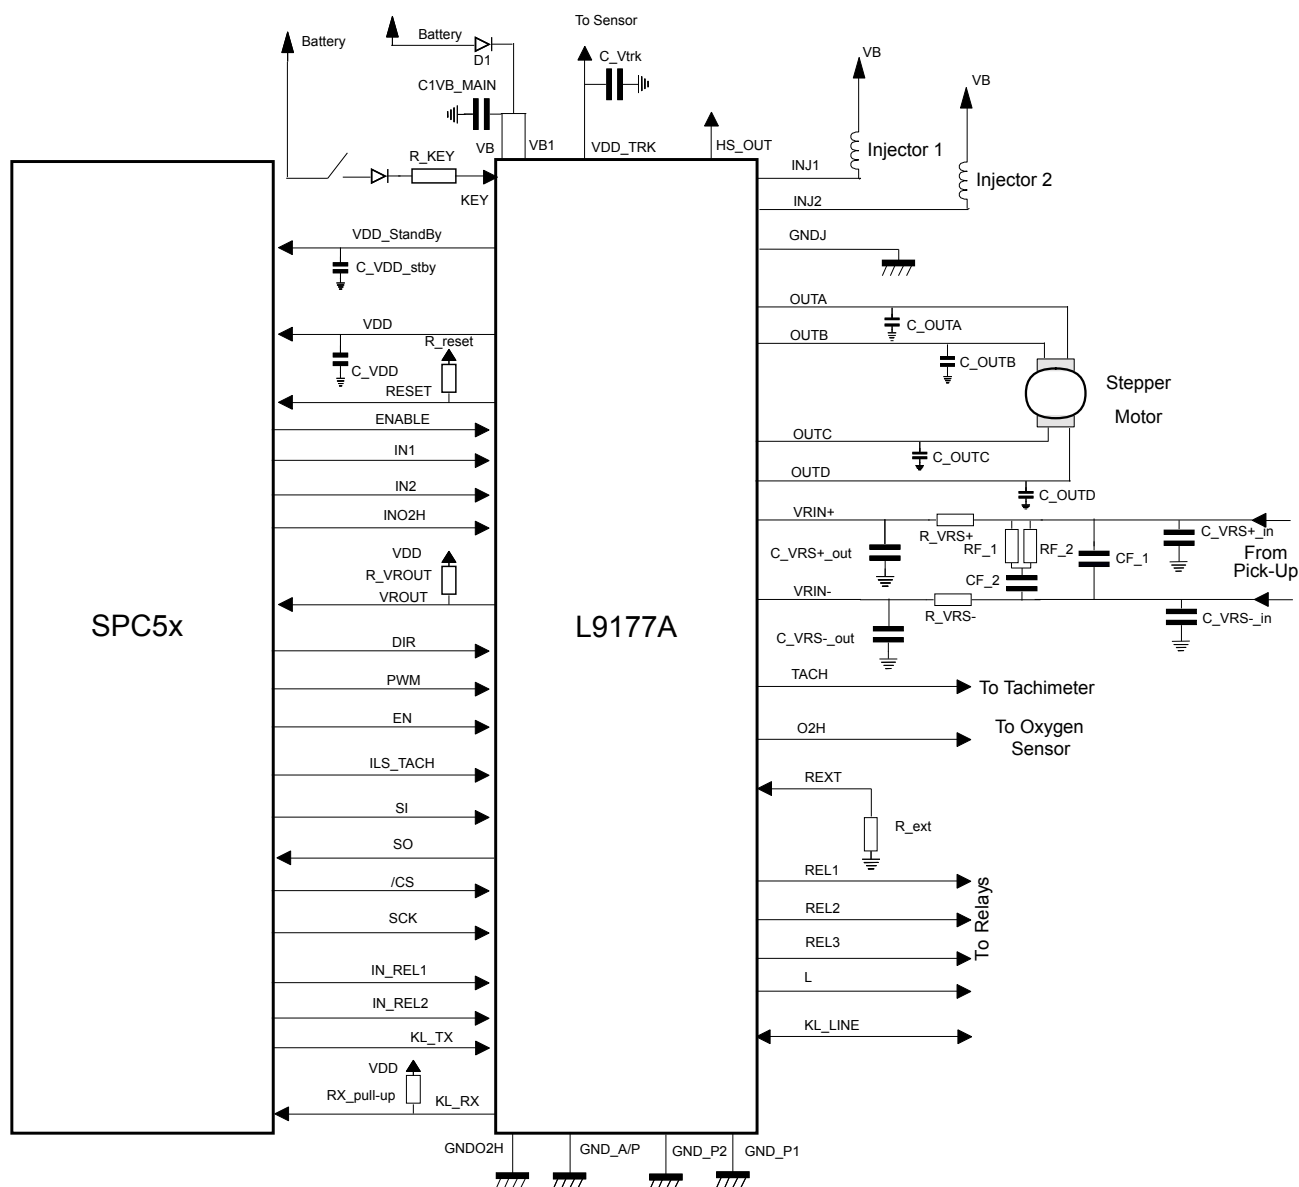 To Sensor
Battery
Battery
D1
C_Vtrk
VB
VB
C1VB_MAIN
VB
VB1
VDD_TRK
HS_OUT
R_KEY
KEY
INJ1
Injector 1
INJ2
Injector 2
VDD_StandBy
C_VDD_stby
GNDJ
VDD
C_VDD
R_reset
RESET
OUTA
C_OUTA
OUTB
C_OUTB
Stepper
Motor
ENABLE
IN1
IN2
INO2H
OUTC
C_OUTC
OUTD
C_OUTD
VDD
R_VROUT
VROUT
VRIN+
R_VRS+
C_VRS+_out
RF_1
RF_2
CF_2
CF_1
C_VRS+_in
From
Pick-Up
VRIN-
R_VRS-
C_VRS-_out
C_VRS-_in
SPC5x
L9177A
DIR
PWM
EN
ILS_TACH
SI
SO
/CS
SCK
IN_REL1
IN_REL2
KL_TX
VDD
RX_pull-up
KL_RX
TACH
To Tachimeter
O2H
To Oxygen
Sensor
REXT
R_ext
REL1
REL2
REL3
To Relays
L
KL_LINE
GNDO2H
GND_A/P
GND_P2
GND_P1